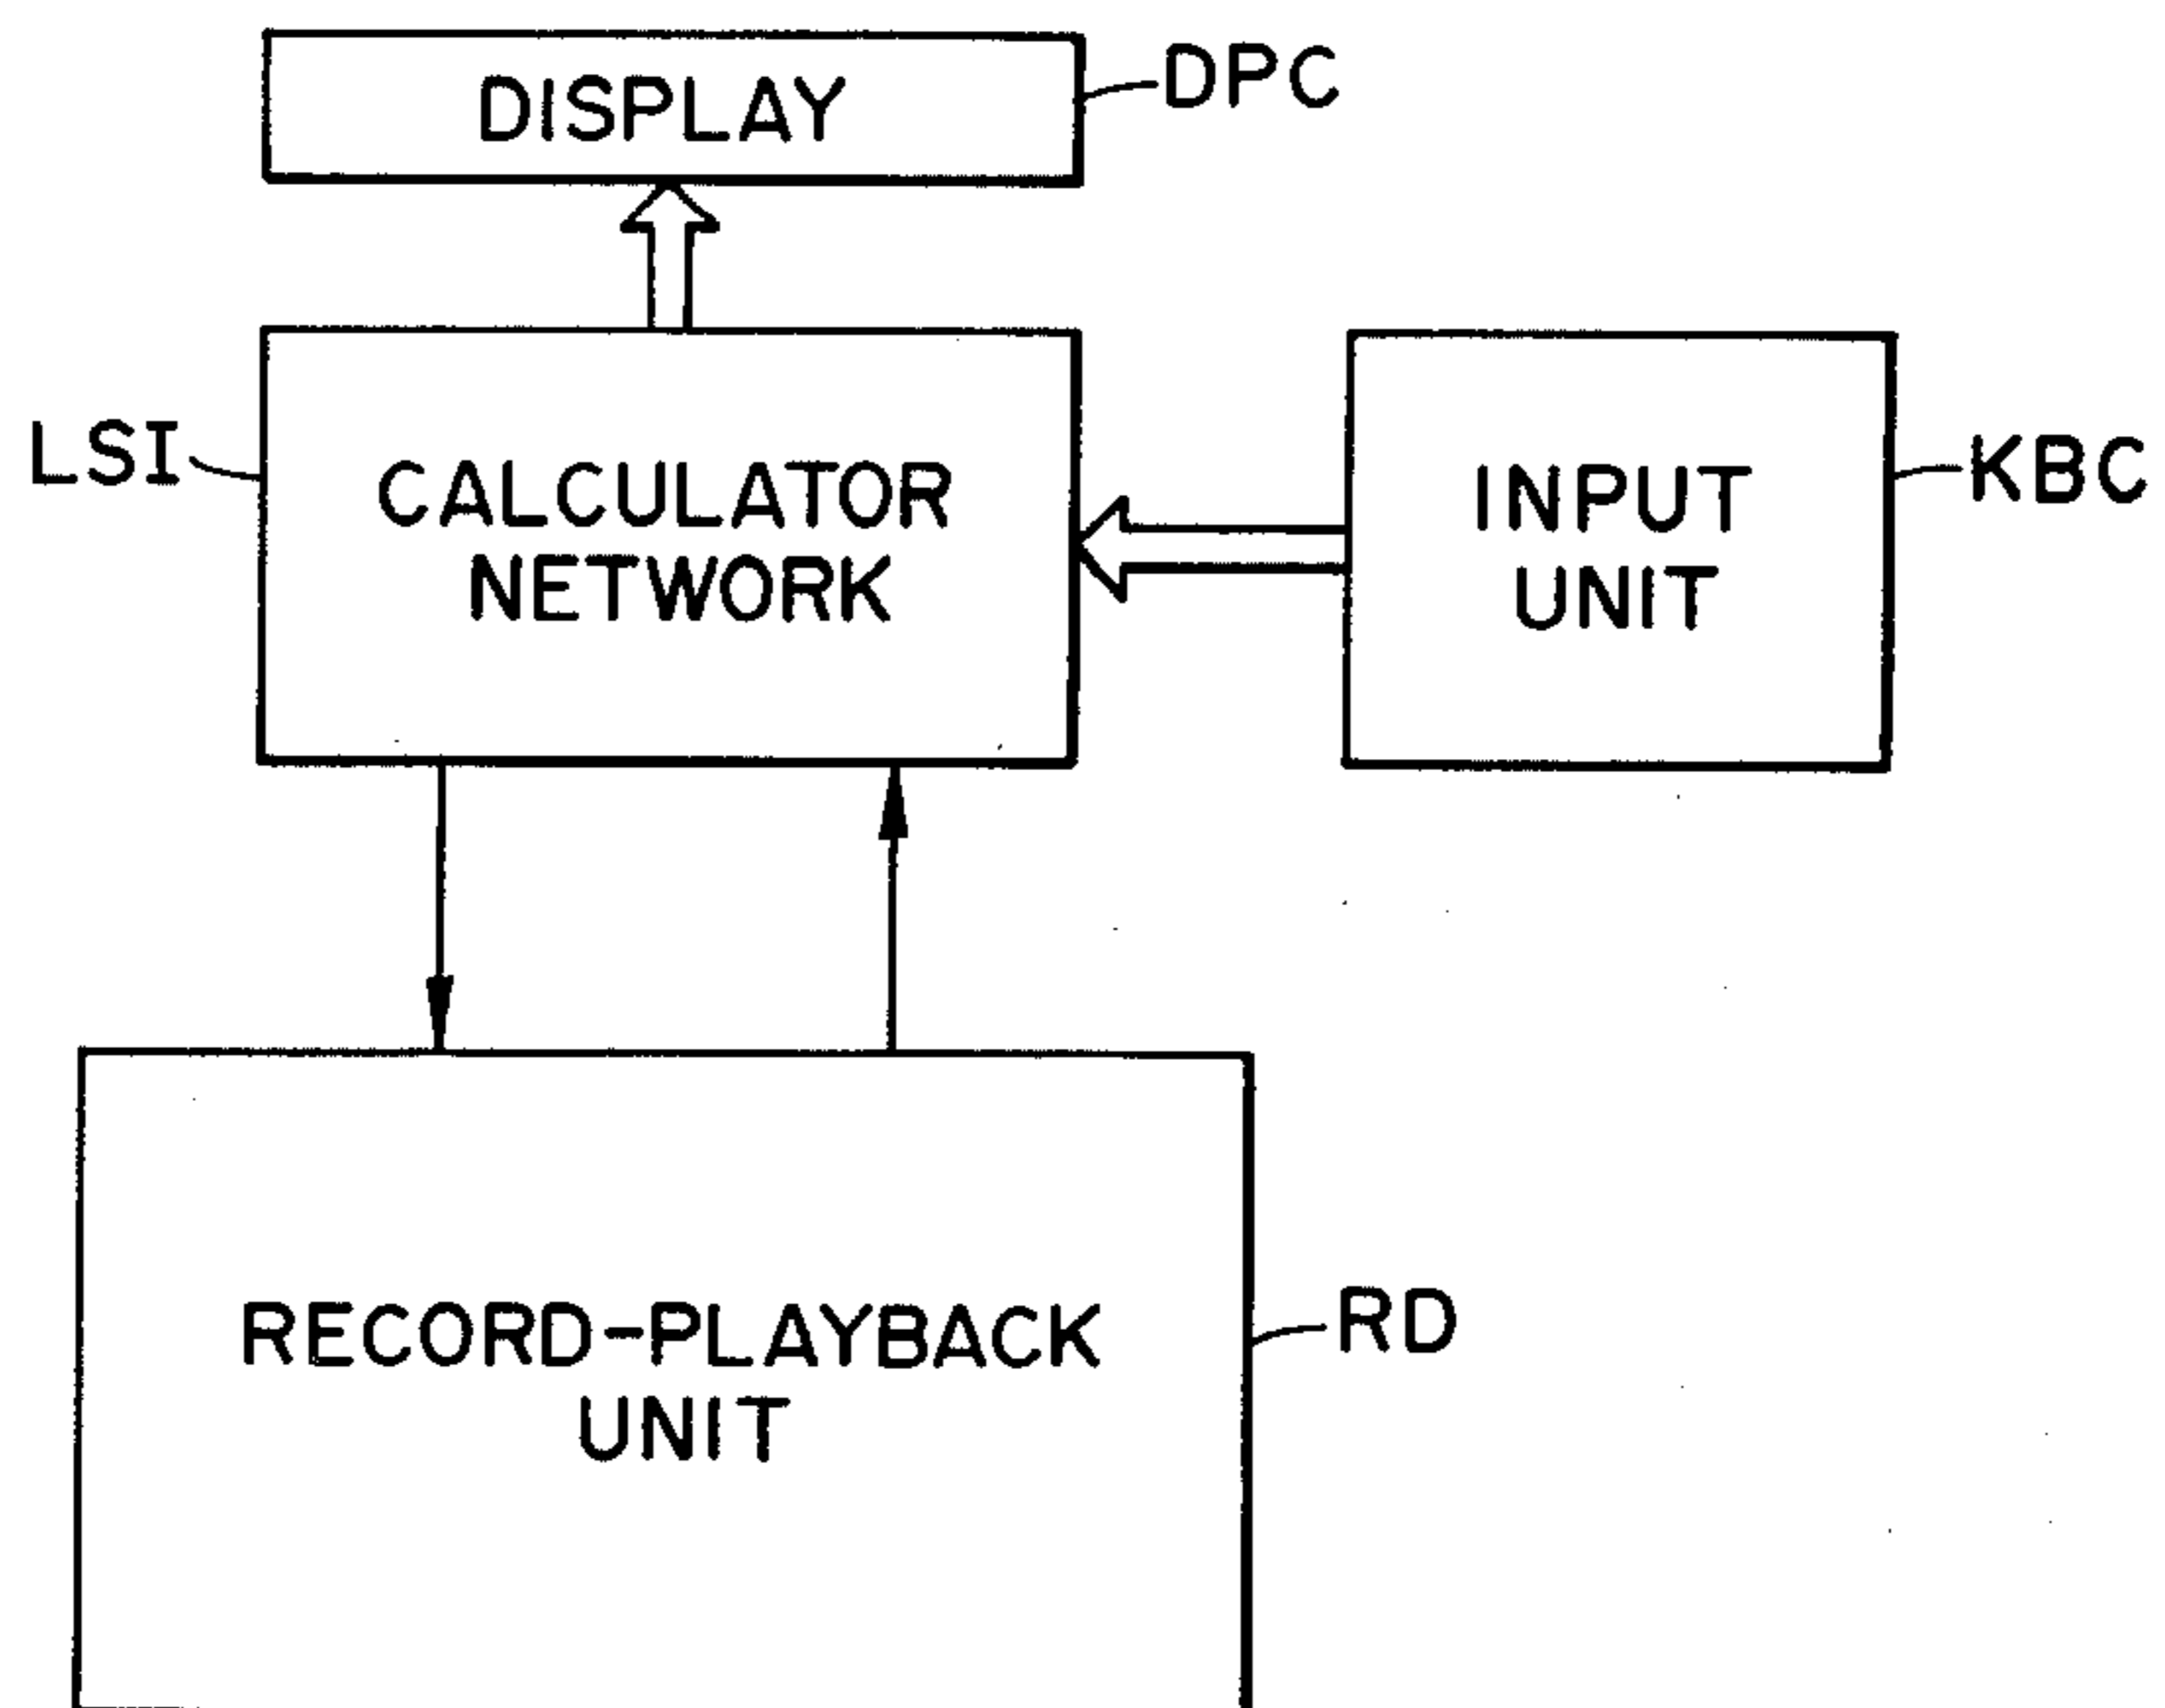 DISPLAY
DPC
LSI
CALCULATOR
NETWORK
INPUT
UNIT
KBC
RECORD-PLAYBACK
UNIT
RD